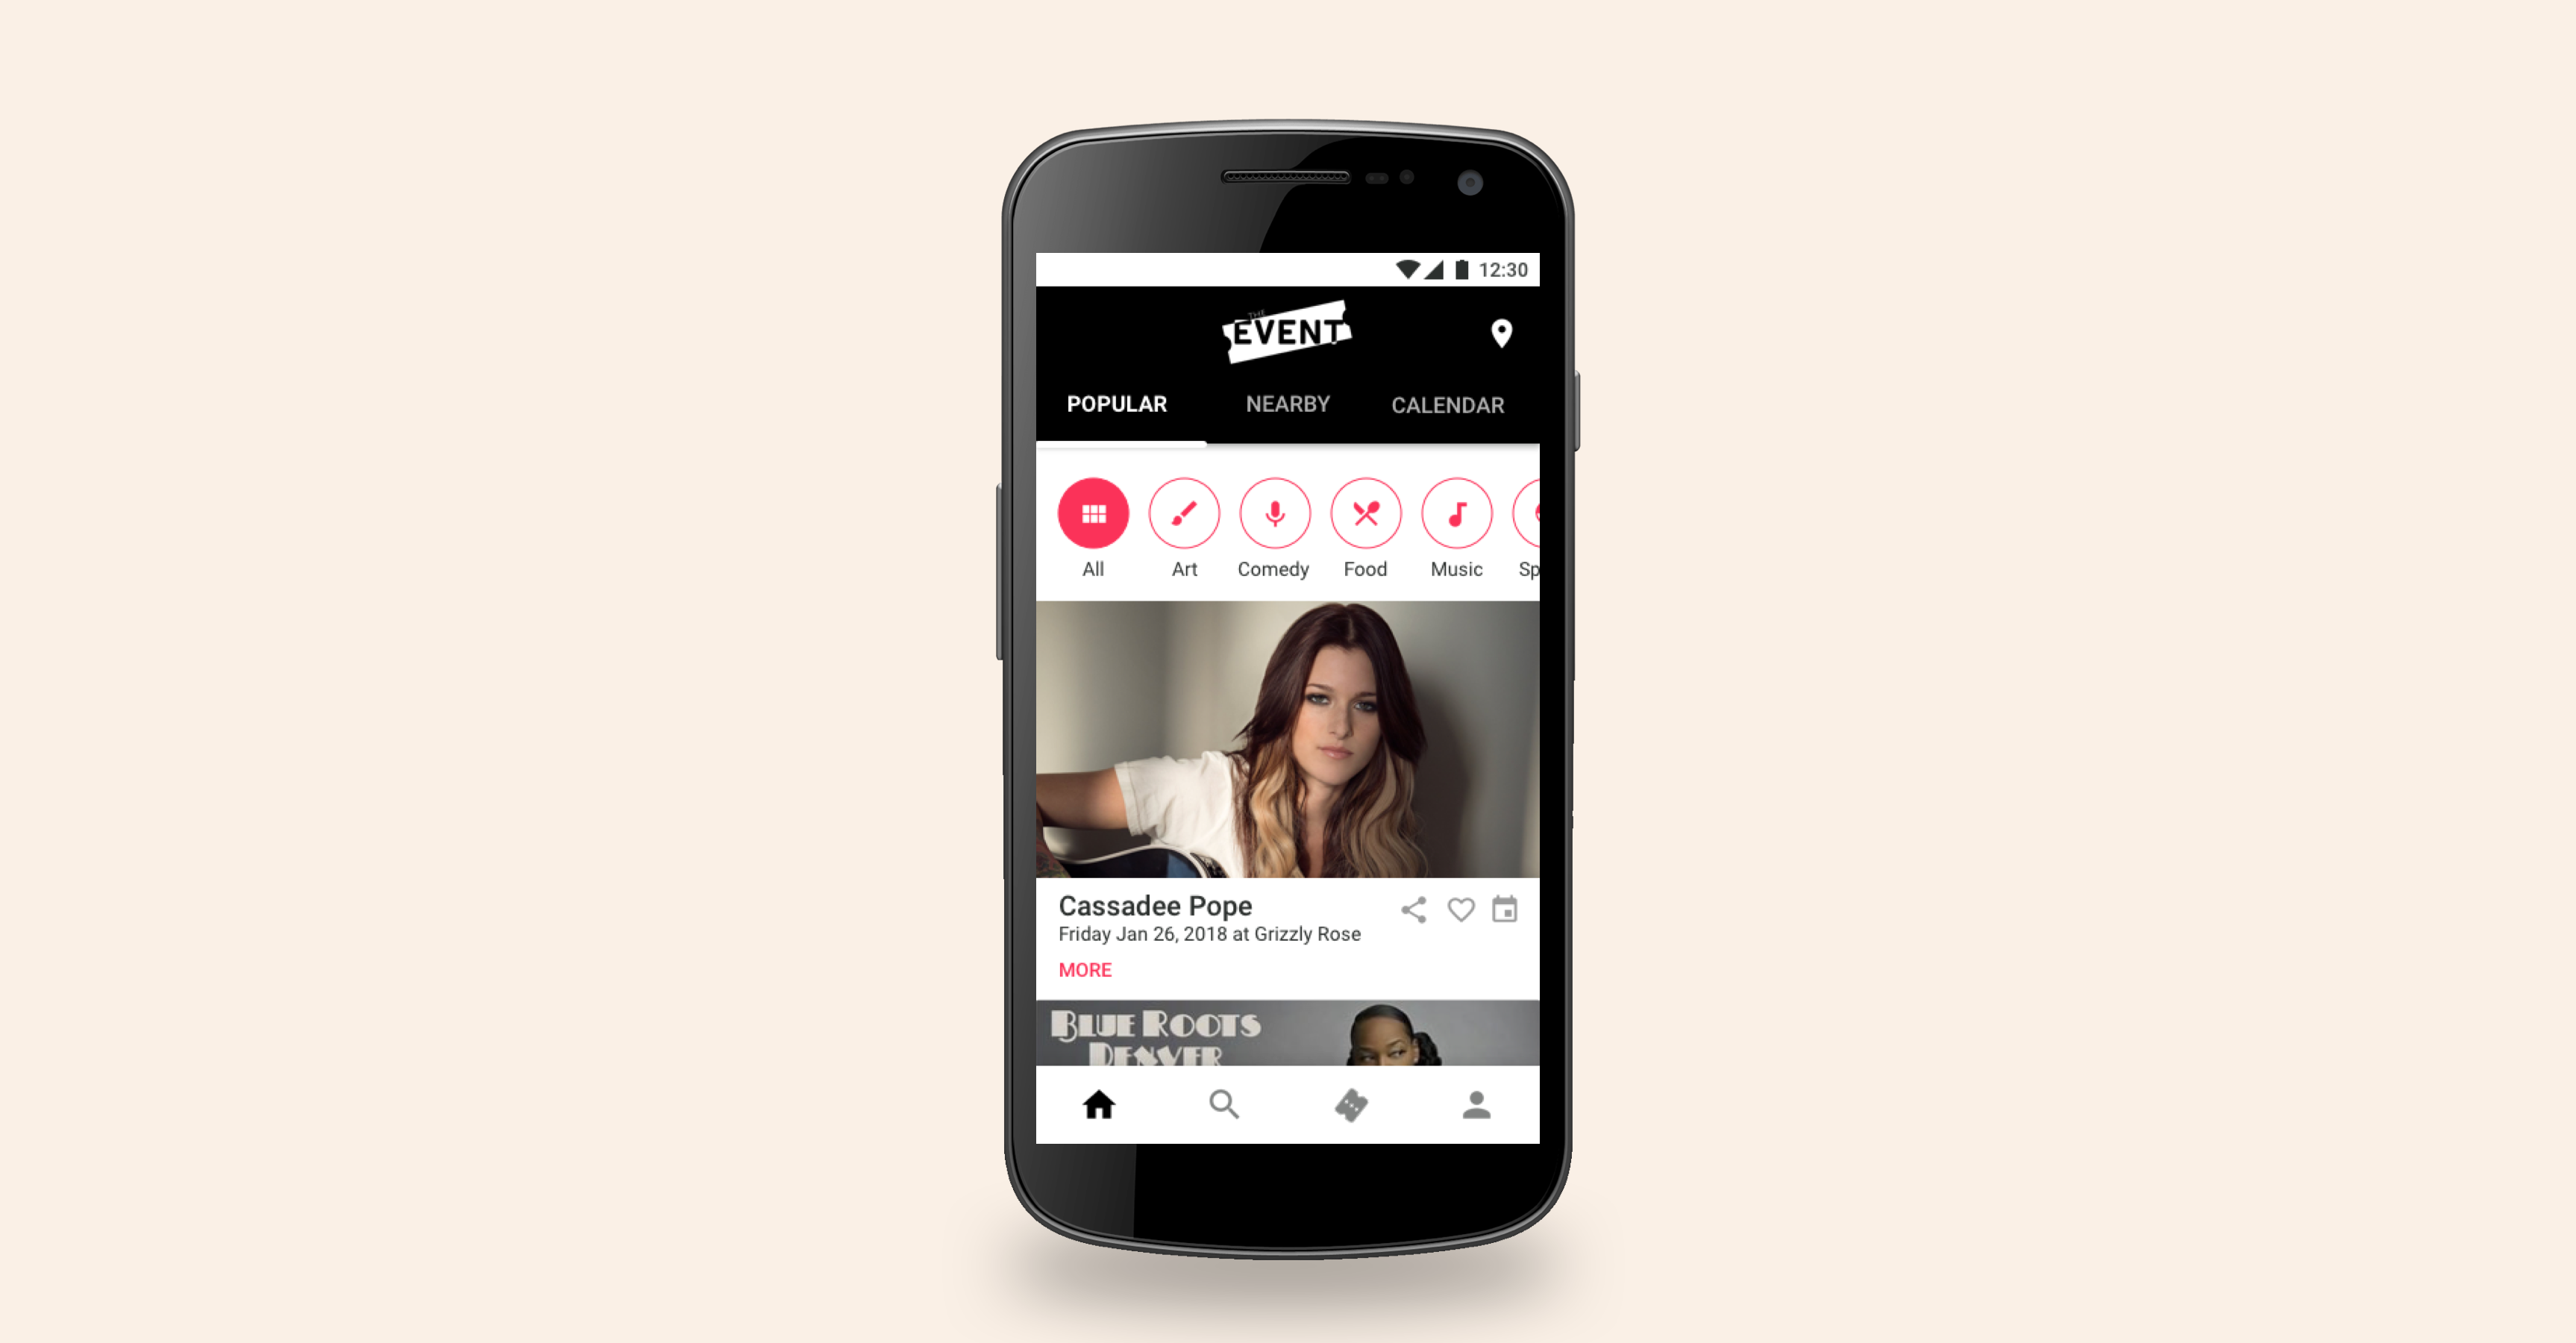 12:30
THE
EVENT
POPULAR NEARBY CALENDAR
All Art Comedy Food Music Sp
Cassadee Pope
Friday Jan 26, 2018 at Grizzly Rose
MORE
BLUE ROOTS
DENVER